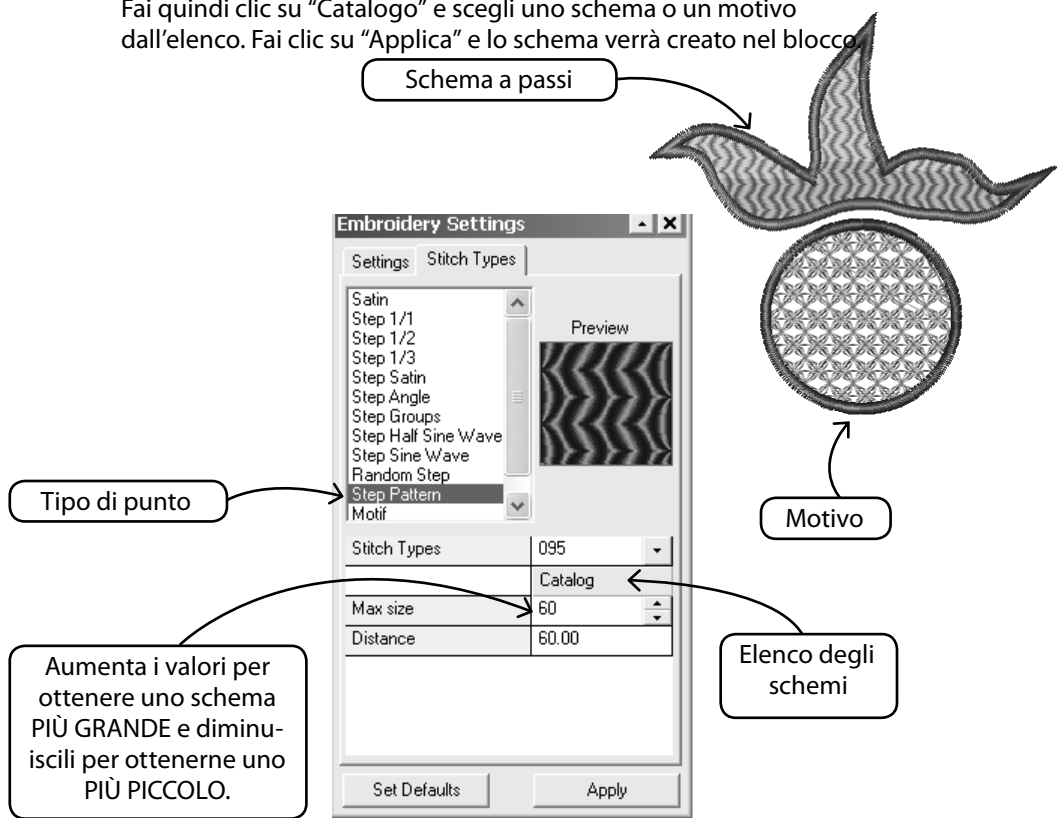 Fai quindi clic su “Catalogo” e scegli uno schema o un motivo
dall’elenco. Fai clic su “Applica” e lo schema verrà creato nel blocco.
Schema a passi
Embroidery Settings
Settings
Stitch Types
Satin
Step 1/1
Step 1/2
Step 1/3
Step Satin
Step Angle
Step Groups
Step Half Sine Wave
Step Sine Wave
Random Step
Step Pattern
Motif
Preview
Tipo di punto
Motivo
Stitch Types 095
Catalog
Max size 60
Distance 60.00
Aumenta i valori per
ottenere uno schema
PIÙ GRANDE e diminu-
iscili per ottenerne uno
PIÙ PICCOLO.
Elenco degli
schemi
Set Defaults
Apply